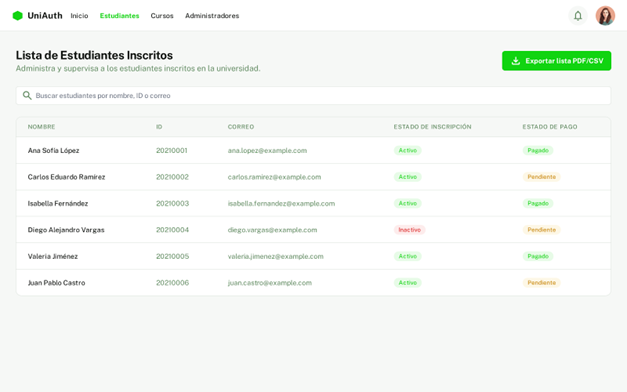 UniAuth Inicio Estudiantes Cursos Administradores
Lista de Estudiantes Inscritos
Administra y supervisa a los estudiantes inscritos en la universidad.
Exportar lista PDF/CSV
Buscar estudiantes por nombre, ID o correo
NOMBRE ID CORREO ESTADO DE INSCRIPCIÓN ESTADO DE PAGO
Ana Sofía López 20210001 ana.lopez@example.com Activo Pagado
Carlos Eduardo Ramírez 20210002 carlos.ramirez@example.com Activo Pendiente
Isabella Fernández 20210003 isabella.fernandez@example.com Activo Pagado
Diego Alejandro Vargas 20210004 diego.vargas@example.com Inactivo Pendiente
Valeria Jiménez 20210005 valeria.jimenez@example.com Activo Pagado
Juan Pablo Castro 20210006 juan.castro@example.com Activo Pendiente